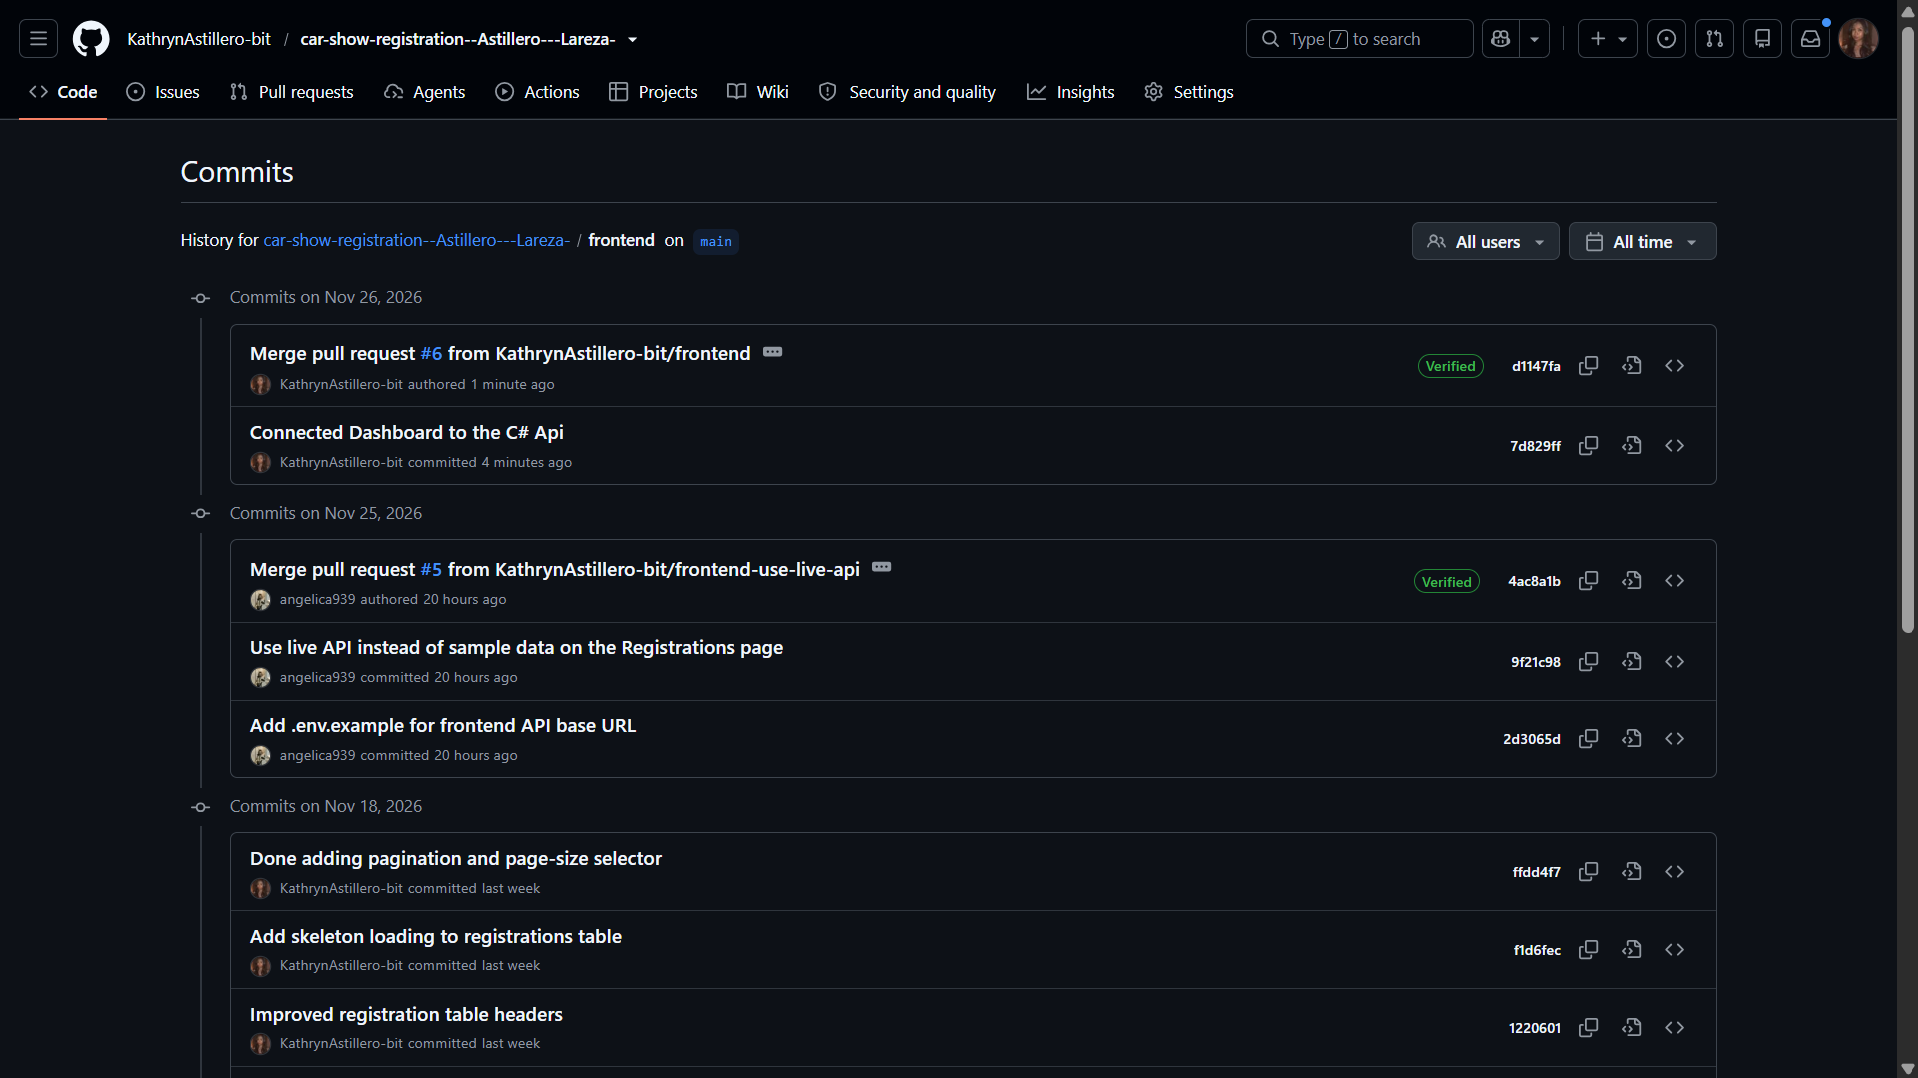 KathrynAstillero-bit / car-show-registration--Astillero---Lareza-
Type / to search
Code Issues Pull requests Agents Actions Projects Wiki Security and quality Insights Settings
Commits
History for car-show-registration--Astillero---Lareza- / frontend on main
All users All time
Commits on Nov 26, 2026
Merge pull request #6 from KathrynAstillero-bit/frontend
KathrynAstillero-bit authored 1 minute ago
Verified d1147fa
Connected Dashboard to the C# Api
KathrynAstillero-bit committed 4 minutes ago
7d829ff
Commits on Nov 25, 2026
Merge pull request #5 from KathrynAstillero-bit/frontend-use-live-api
angelica939 authored 20 hours ago
Verified 4ac8a1b
Use live API instead of sample data on the Registrations page
angelica939 committed 20 hours ago
9f21c98
Add .env.example for frontend API base URL
angelica939 committed 20 hours ago
2d3065d
Commits on Nov 18, 2026
Done adding pagination and page-size selector
KathrynAstillero-bit committed last week
ffdd4f7
Add skeleton loading to registrations table
KathrynAstillero-bit committed last week
f1d6fec
Improved registration table headers
KathrynAstillero-bit committed last week
1220601